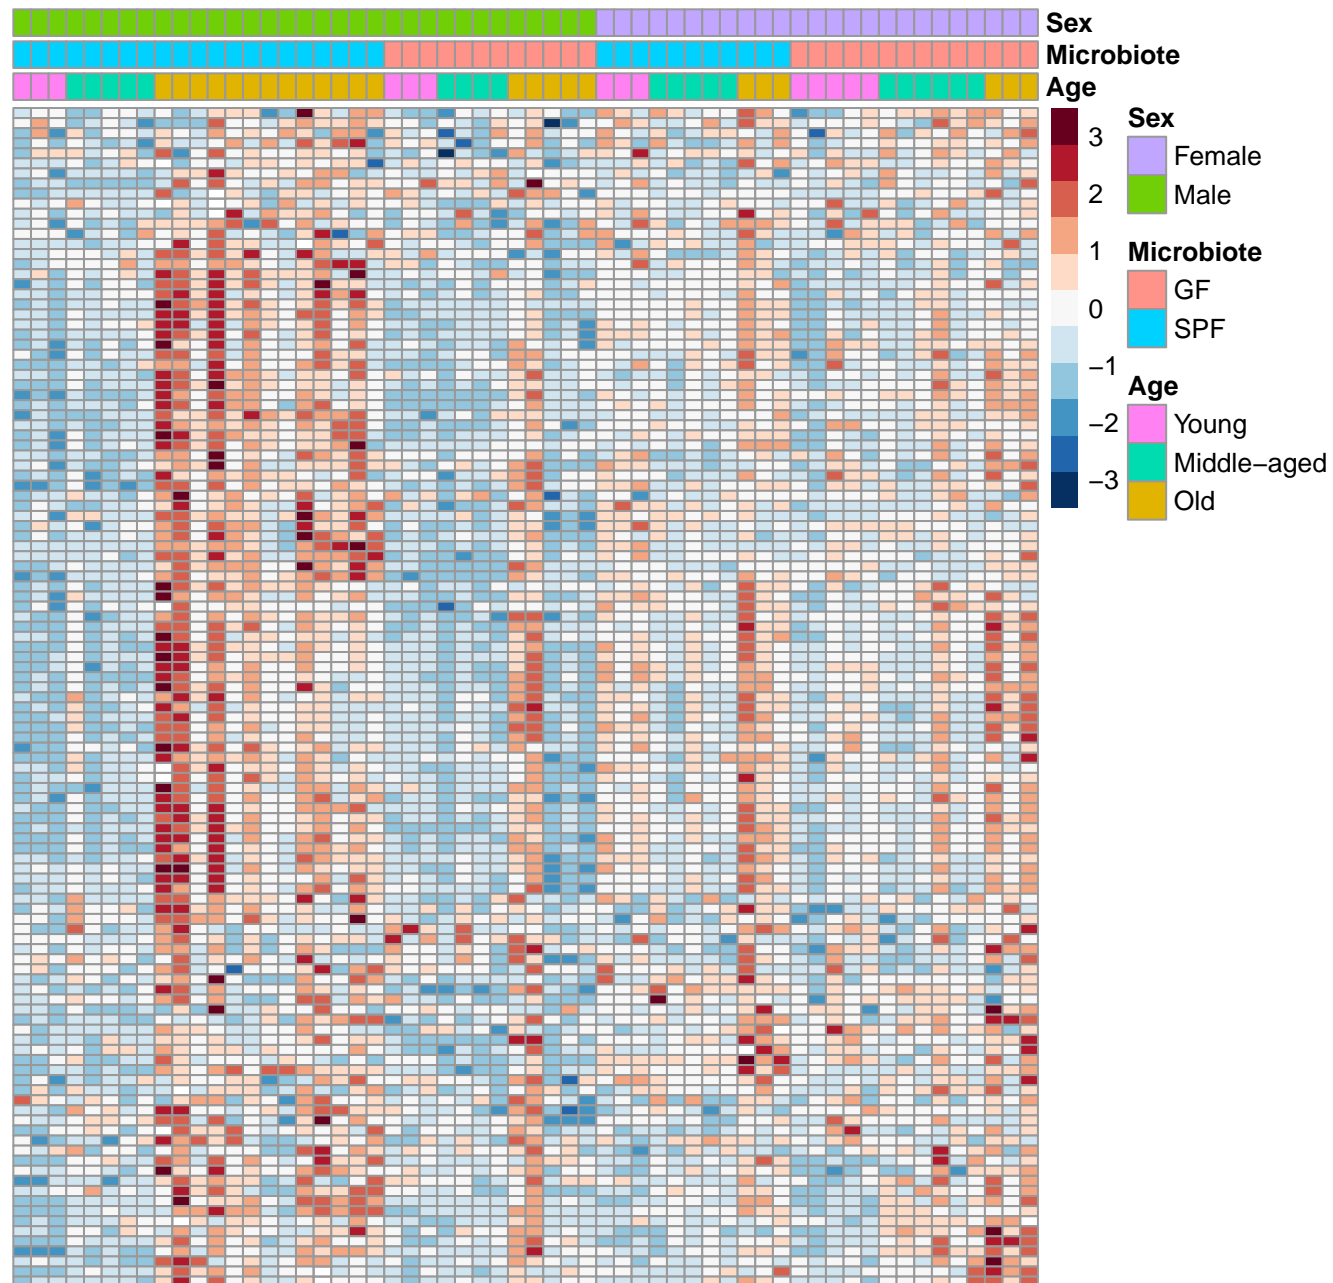 Sex
Microbiote
Age
3
2
1
0
−1
−2
−3
Sex
Female
Male
Microbiote
GF
SPF
Age
Young
Middle−aged
Old